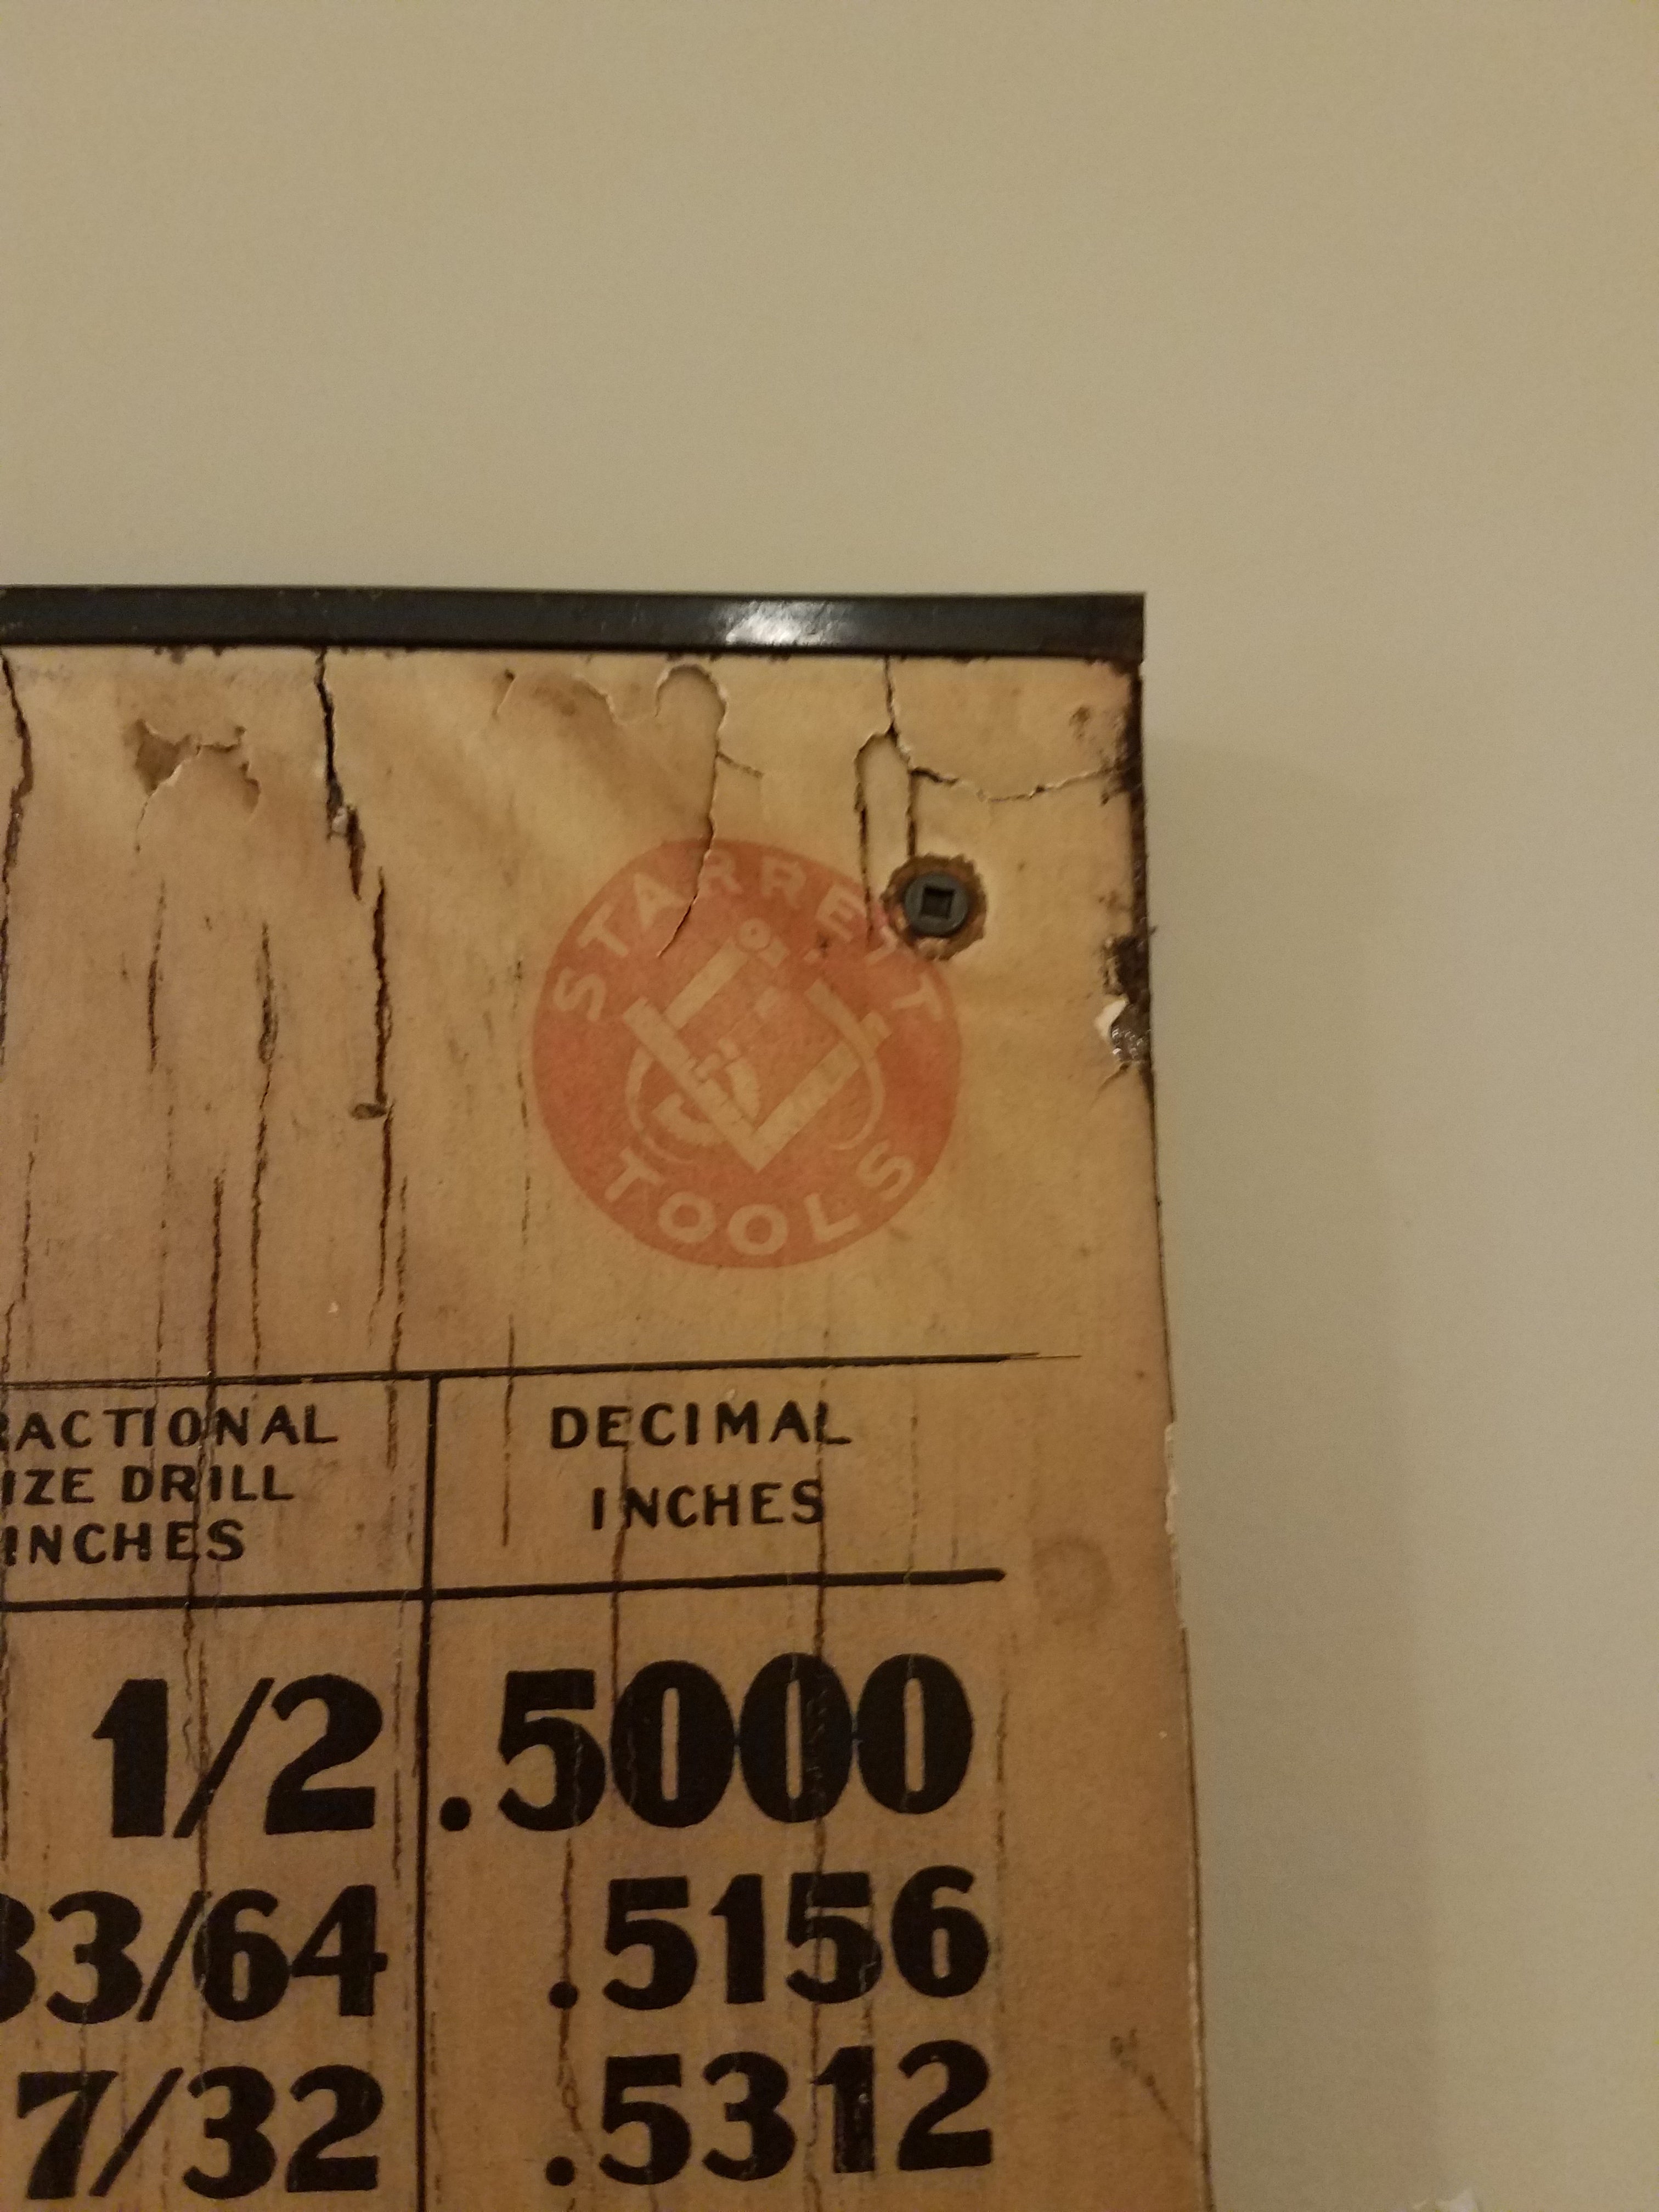 STARRETT
TOOLS
RACTIONAL
IZE DRILL
INCHES
DECIMAL
INCHES
1/2 .5000
33/64 .5156
7/32 .5312